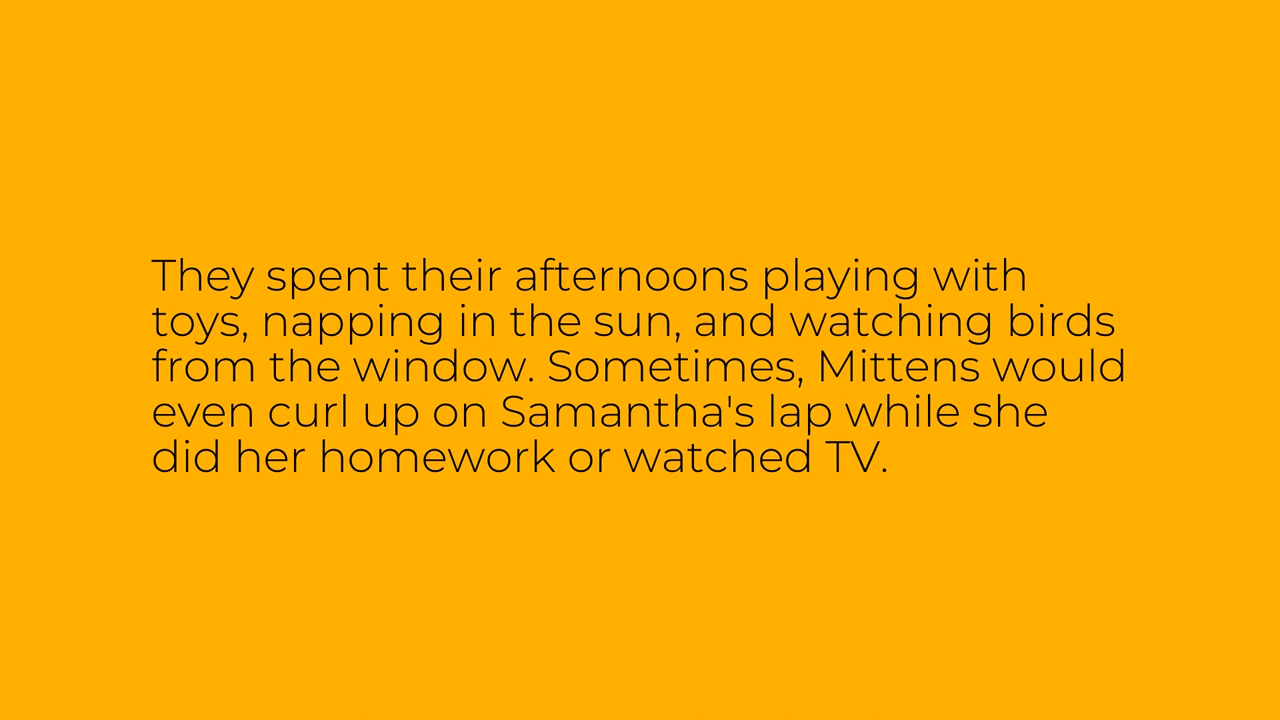 They spent their afternoons playing with
toys, napping in the sun, and watching birds
from the window. Sometimes, Mittens would
even curl up on Samantha's lap while she
did her homework or watched TV.